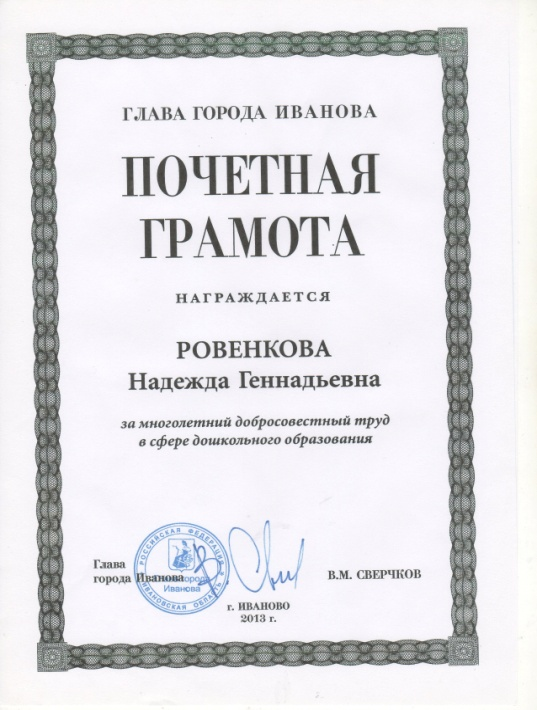 ГЛАВА ГОРОДА ИВАНОВА
ПОЧЕТНАЯ
ГРАМОТА
НАГРАЖДАЕТСЯ
РОВЕНКОВА
Надежда Геннадьевна
за многолетний добросовестный труд
в сфере дошкольного образования
РОССИЙСКАЯ ФЕДЕРАЦИЯ
ИВАНОВСКАЯ ОБЛАСТЬ
города
Иванова
Глава
города Иванова
В.М. СВЕРЧКОВ
г. ИВАНОВО
2013 г.